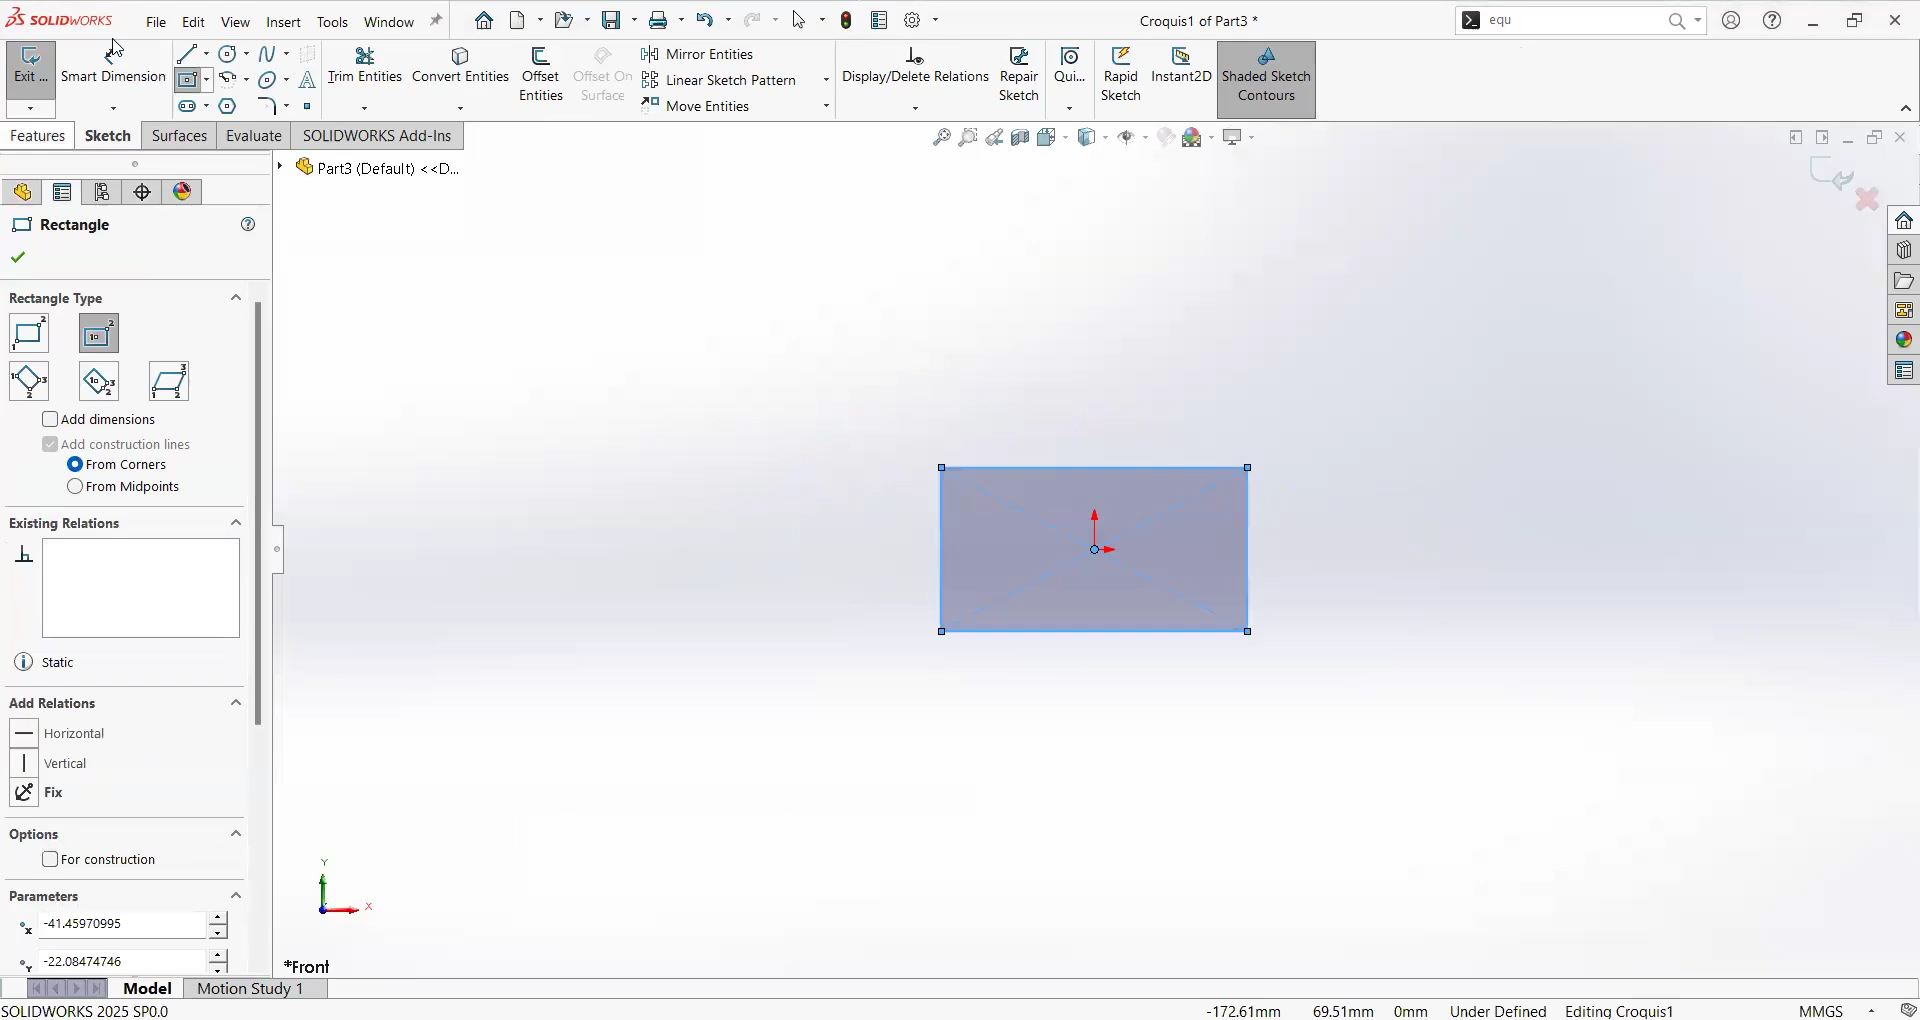 SOLIDWORKS File Edit View Insert Tools Window Croquis1 of Part3 * equ
Exit ... Smart Dimension Trim Entities Convert Entities Offset Entities Offset On Surface Mirror Entities
Linear Sketch Pattern
Move Entities
Display/Delete Relations Repair Sketch Qui... Rapid Sketch Instant2D Shaded Sketch Contours
Features Sketch Surfaces Evaluate SOLIDWORKS Add-Ins
Part3 (Default) <<D...
Rectangle
Rectangle Type
Add dimensions
Add construction lines
From Corners
From Midpoints
Existing Relations
Static
Add Relations
Horizontal
Vertical
Fix
Options
For construction
Parameters
-41.45970995
-22.08474746
Y
X
*Front
Model Motion Study 1
SOLIDWORKS 2025 SP0.0 -172.61mm 69.51mm 0mm Under Defined Editing Croquis1 MMGS